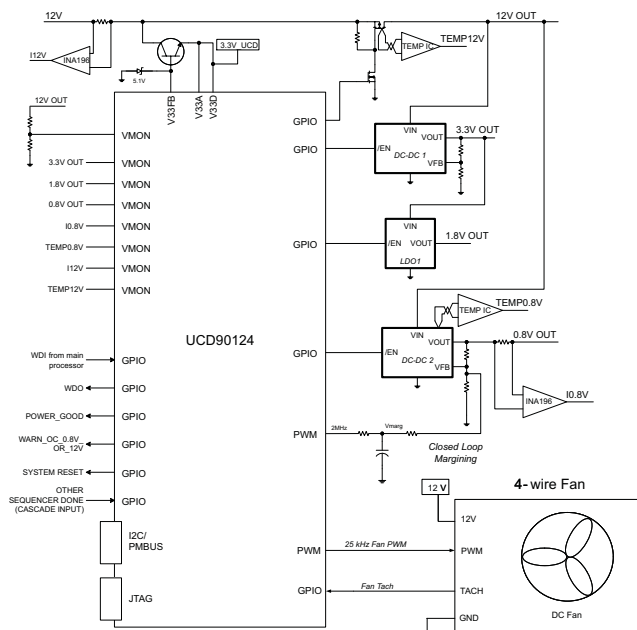 12V
12V OUT
I12V
INA196
3.3V_UCD
TEMP IC
TEMP12V
5.1V
V33FB
V33A
V33D
12V OUT
GPIO
VMON
GPIO
VIN
VOUT
3.3V OUT
/EN
DC-DC 1
VFB
3.3V OUT
VMON
1.8V OUT
VMON
0.8V OUT
VMON
I0.8V
VMON
TEMP0.8V
VMON
I12V
VMON
TEMP12V
VMON
GPIO
VIN
/EN
VOUT
1.8V OUT
LDO1
UCD90124
TEMP0.8V
TEMP IC
VIN
VOUT
0.8V OUT
GPIO
/EN
DC-DC 2
VFB
INA196
I0.8V
WDI from main
processor
GPIO
WDO
GPIO
POWER_GOOD
GPIO
WARN_OC_0.8V_
OR_12V
GPIO
SYSTEM RESET
GPIO
OTHER
SEQUENCER DONE
(CASCADE INPUT)
GPIO
PWM
2MHz
Vmarg
Closed Loop
Margining
I2C/
PMBUS
JTAG
4- wire Fan
12 V
12V
PWM
25 kHz Fan PWM
PWM
GPIO
Fan Tach
TACH
GND
DC Fan